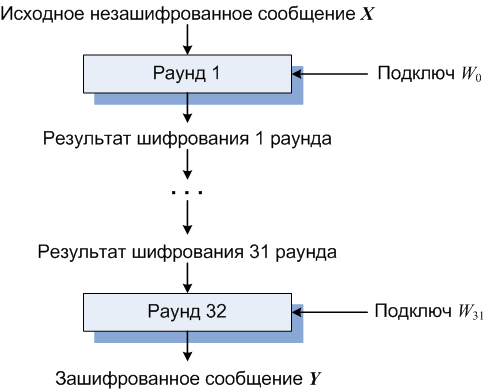 Исходное незашифрованное сообщение X
Раунд 1
Подключ W₀
Результат шифрования 1 раунда
. . .
Результат шифрования 31 раунда
Раунд 32
Подключ W₃₁
Зашифрованное сообщение Y